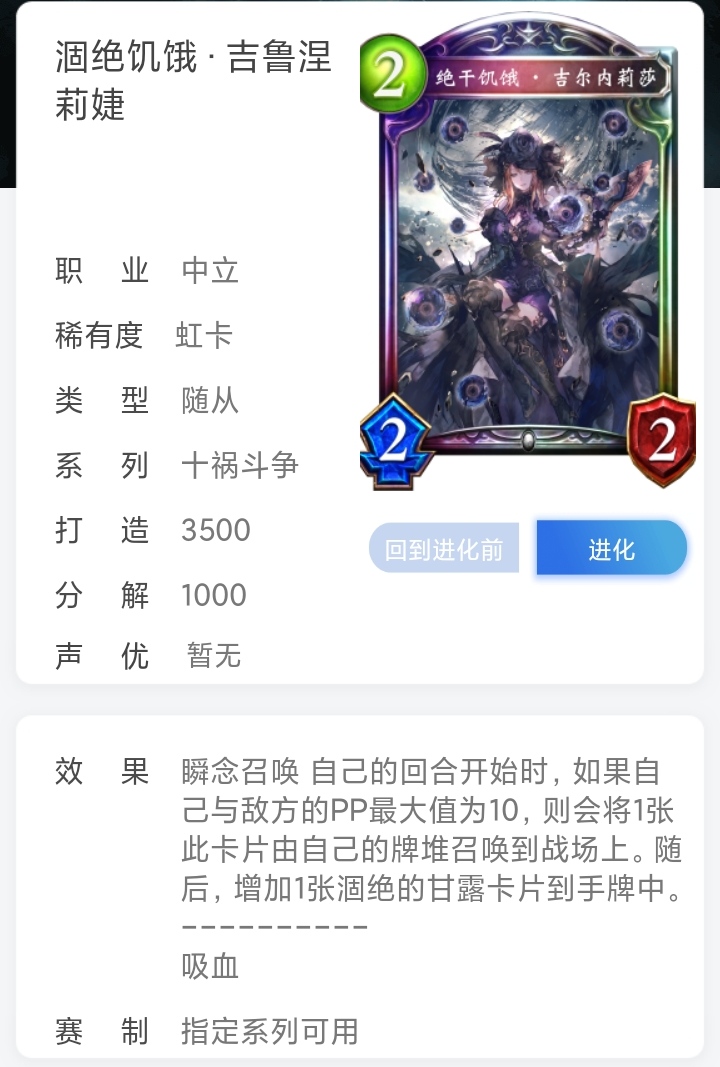 涸绝饥饿·吉鲁涅
莉婕
2
绝干饥饿·吉尔内莉莎
职 业 中立
稀有度 虹卡
类 型 随从
系 列 十祸斗争
2
2
打 造 3500
回到进化前
进化
分 解 1000
声 优 暂无
效 果 瞬念召唤 自己的回合开始时, 如果自
己与敌方的PP最大值为10, 则会将1张
此卡片由自己的牌堆召唤到战场上。随
后, 增加1张涸绝的甘露卡片到手牌中。
----------
吸血
赛 制 指定系列可用